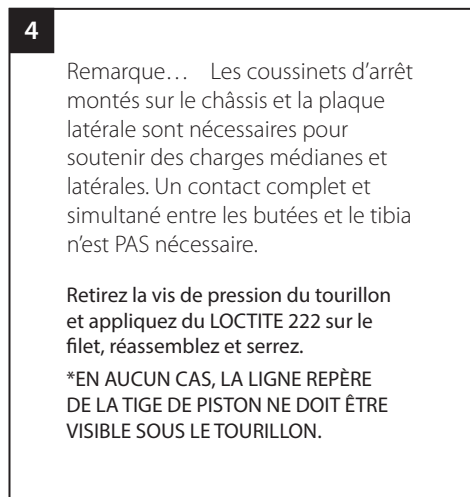 4
Remarque… Les coussinets d’arrêt
montés sur le châssis et la plaque
latérale sont nécessaires pour
soutenir des charges médianes et
latérales. Un contact complet et
simultané entre les butées et le tibia
n’est PAS nécessaire.
Retirez la vis de pression du tourillon
et appliquez du LOCTITE 222 sur le
filet, réassemblez et serrez.
*EN AUCUN CAS, LA LIGNE REPÈRE
DE LA TIGE DE PISTON NE DOIT ÊTRE
VISIBLE SOUS LE TOURILLON.